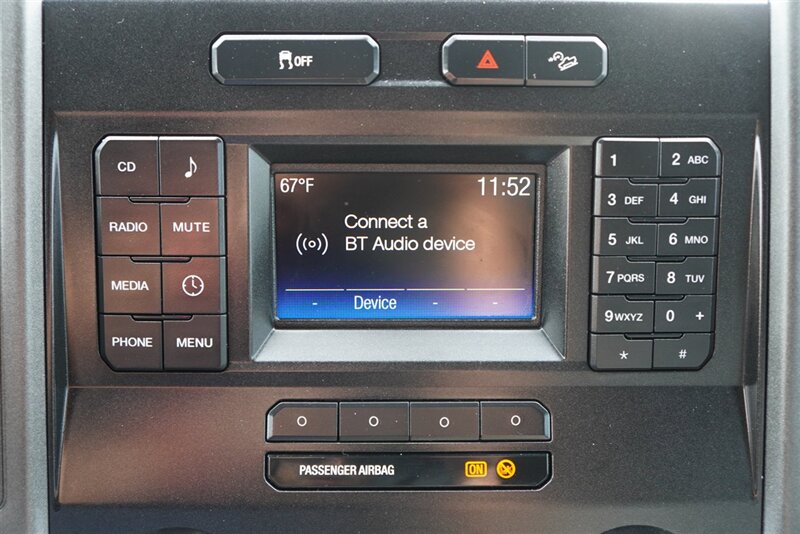 OFF
CD
RADIO MUTE
MEDIA
PHONE MENU
67°F 11:52
Connect a
BT Audio device
- Device - -
1 2 ABC
3 DEF 4 GHI
5 JKL 6 MNO
7 PQRS 8 TUV
9 WXYZ 0 +
* #
PASSENGER AIRBAG ON